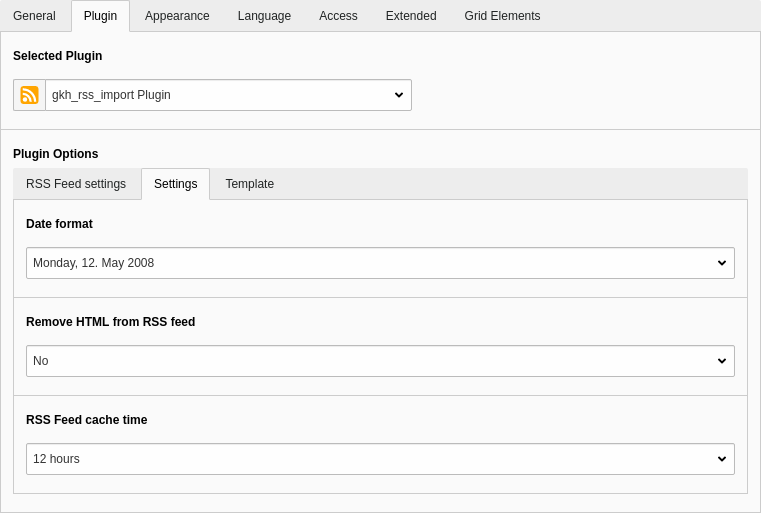 General Plugin Appearance Language Access Extended Grid Elements
Selected Plugin
gkh_rss_import Plugin
Plugin Options
RSS Feed settings Settings Template
Date format
Monday, 12. May 2008
Remove HTML from RSS feed
No
RSS Feed cache time
12 hours